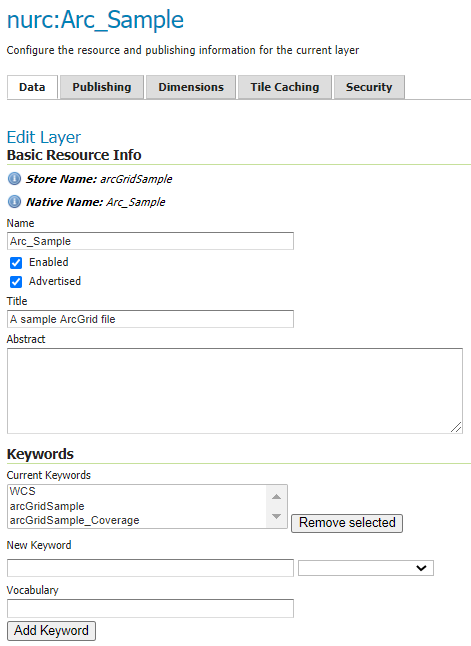 nurc:Arc_Sample
Configure the resource and publishing information for the current layer
Data Publishing Dimensions Tile Caching Security
Edit Layer
Basic Resource Info
Store Name: arcGridSample
Native Name: Arc_Sample
Name
Arc_Sample
Enabled
Advertised
Title
A sample ArcGrid file
Abstract
Keywords
Current Keywords
WCS
arcGridSample
arcGridSample_Coverage
Remove selected
New Keyword
Vocabulary
Add Keyword